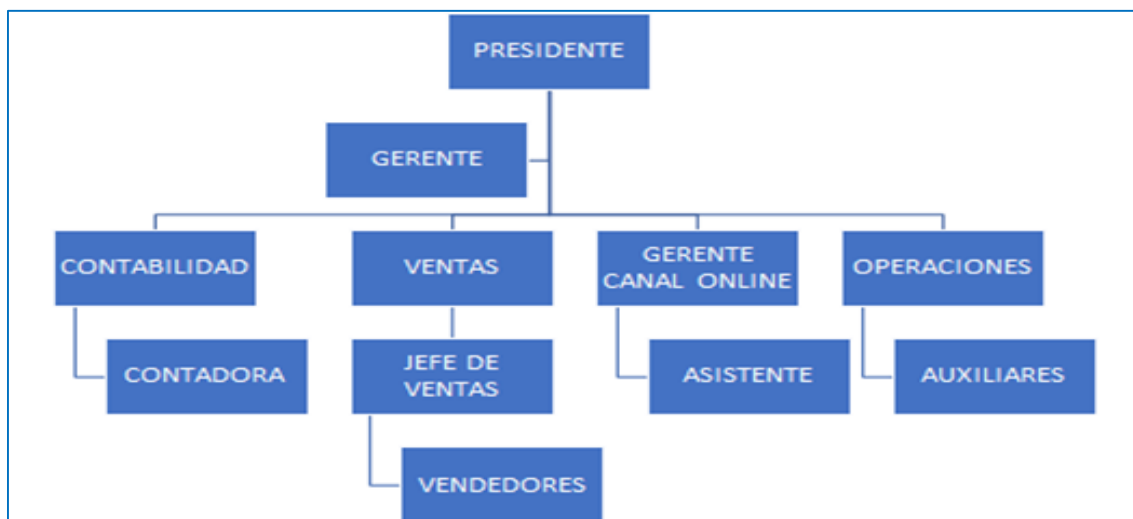 PRESIDENTE
GERENTE
CONTABILIDAD
VENTAS
GERENTE
CANAL ONLINE
OPERACIONES
CONTADORA
JEFE DE
VENTAS
ASISTENTE
AUXILIARES
VENDEDORES